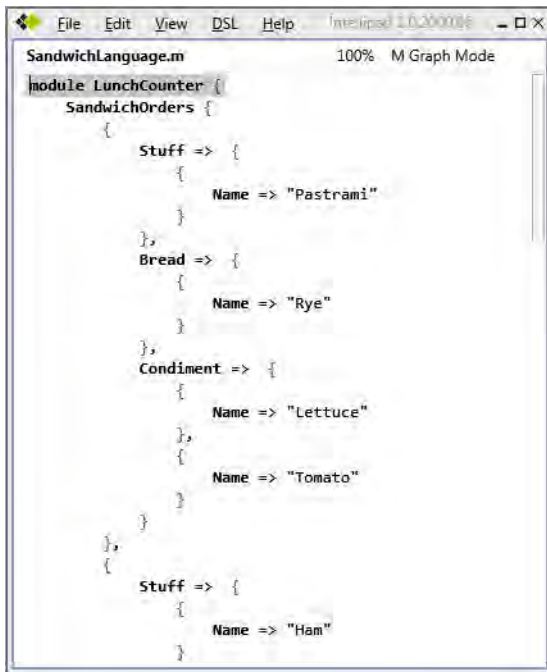 File Edit View DSL Help Intellipad
SandwichLanguage.m 100% M Graph Mode
module LunchCounter {
SandwichOrders {
{
Stuff => {
{
Name => "Pastrami"
}
},
Bread => {
{
Name => "Rye"
}
},
Condiment => {
{
Name => "Lettuce"
},
{
Name => "Tomato"
}
}
},
{
Stuff => {
{
Name => "Ham"
}